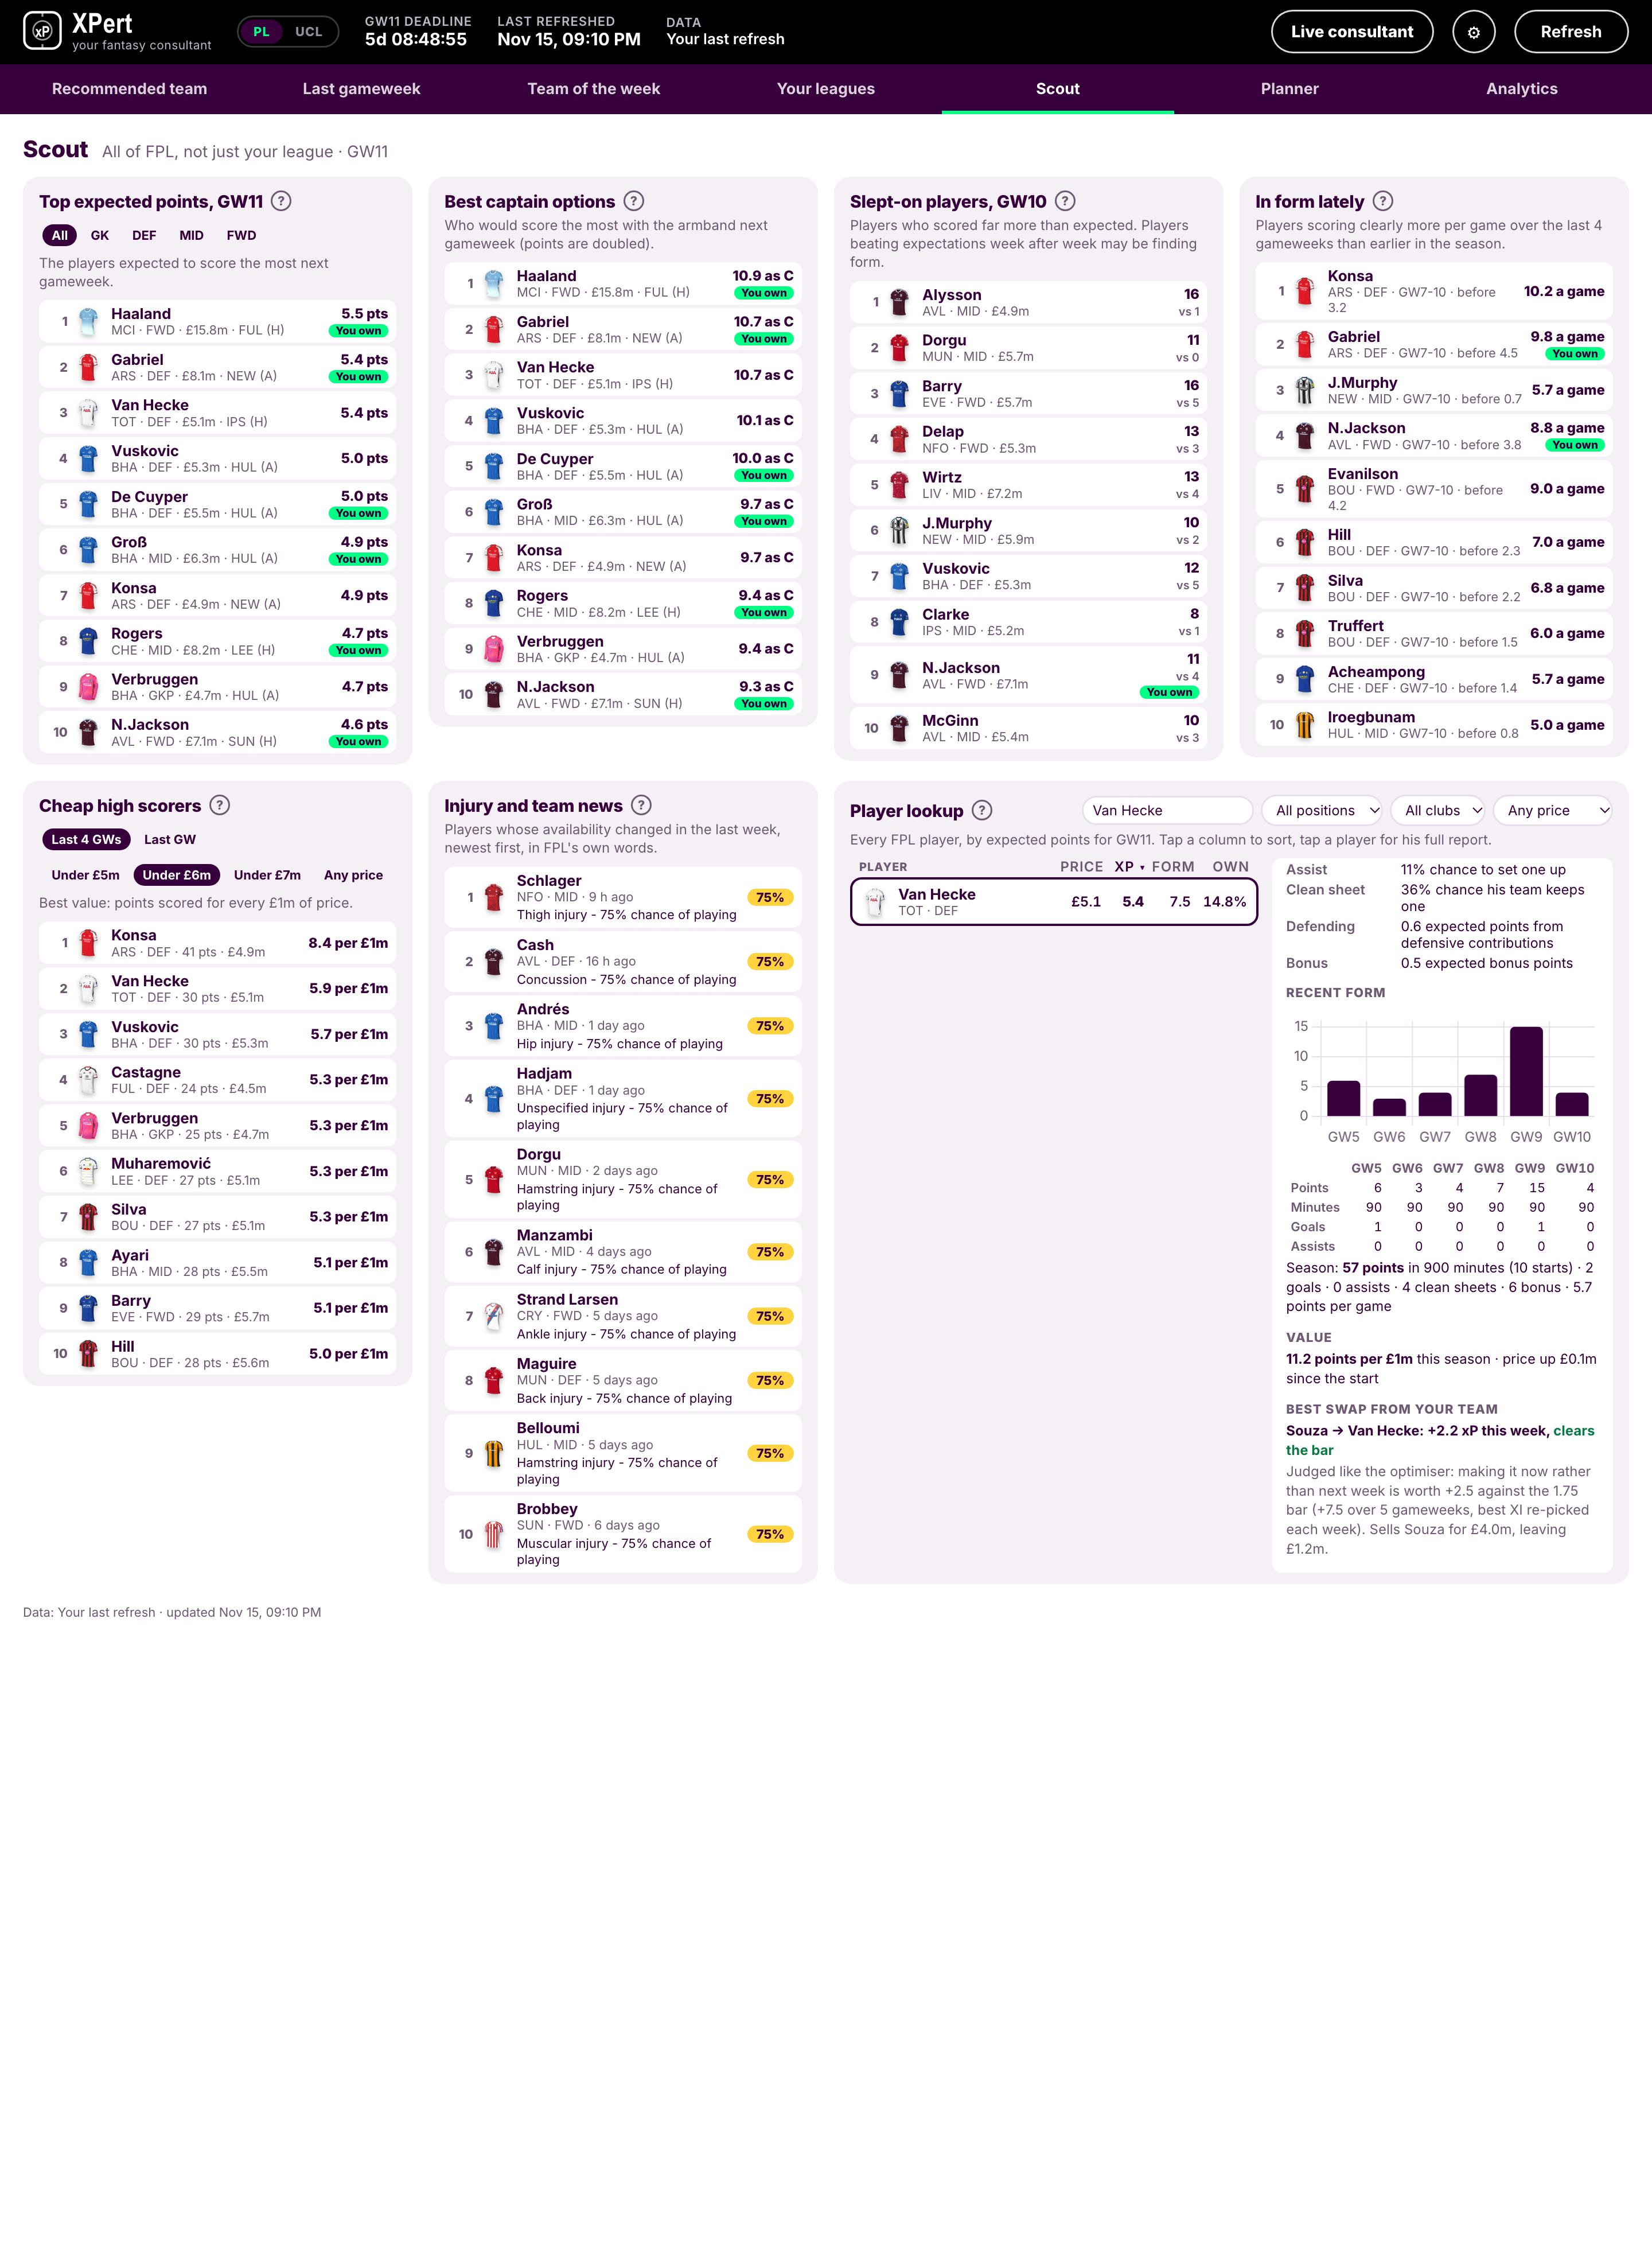 XPert
your fantasy consultant
PL UCL
GW11 DEADLINE
5d 08:48:55
LAST REFRESHED
Nov 15, 09:10 PM
DATA
Your last refresh
Live consultant
Refresh
Recommended team
Last gameweek
Team of the week
Your leagues
Scout
Planner
Analytics
Scout All of FPL, not just your league · GW11
Top expected points, GW11 ?
All GK DEF MID FWD
The players expected to score the most next
gameweek.
1 Haaland 5.5 pts
MCI · FWD · £15.8m · FUL (H) You own
2 Gabriel 5.4 pts
ARS · DEF · £8.1m · NEW (A) You own
3 Van Hecke 5.4 pts
TOT · DEF · £5.1m · IPS (H)
4 Vuskovic 5.0 pts
BHA · DEF · £5.3m · HUL (A)
5 De Cuyper 5.0 pts
BHA · DEF · £5.5m · HUL (A) You own
6 Groß 4.9 pts
BHA · MID · £6.3m · HUL (A) You own
7 Konsa 4.9 pts
ARS · DEF · £4.9m · NEW (A)
8 Rogers 4.7 pts
CHE · MID · £8.2m · LEE (H) You own
9 Verbruggen 4.7 pts
BHA · GKP · £4.7m · HUL (A)
10 N.Jackson 4.6 pts
AVL · FWD · £7.1m · SUN (H) You own
Best captain options ?
Who would score the most with the armband next
gameweek (points are doubled).
1 Haaland 10.9 as C
MCI · FWD · £15.8m · FUL (H) You own
2 Gabriel 10.7 as C
ARS · DEF · £8.1m · NEW (A) You own
3 Van Hecke 10.7 as C
TOT · DEF · £5.1m · IPS (H)
4 Vuskovic 10.1 as C
BHA · DEF · £5.3m · HUL (A)
5 De Cuyper 10.0 as C
BHA · DEF · £5.5m · HUL (A) You own
6 Groß 9.7 as C
BHA · MID · £6.3m · HUL (A) You own
7 Konsa 9.7 as C
ARS · DEF · £4.9m · NEW (A)
8 Rogers 9.4 as C
CHE · MID · £8.2m · LEE (H) You own
9 Verbruggen 9.4 as C
BHA · GKP · £4.7m · HUL (A)
10 N.Jackson 9.3 as C
AVL · FWD · £7.1m · SUN (H) You own
Slept-on players, GW10 ?
Players who scored far more than expected. Players
beating expectations week after week may be finding
form.
1 Alysson 16
AVL · MID · £4.9m vs 1
2 Dorgu 11
MUN · MID · £5.7m vs 0
3 Barry 16
EVE · FWD · £5.7m vs 5
4 Delap 13
NFO · FWD · £5.3m vs 3
5 Wirtz 13
LIV · MID · £7.2m vs 4
6 J.Murphy 10
NEW · MID · £5.9m vs 2
7 Vuskovic 12
BHA · DEF · £5.3m vs 5
8 Clarke 8
IPS · MID · £5.2m vs 1
9 N.Jackson 11
AVL · FWD · £7.1m vs 4
You own
10 McGinn 10
AVL · MID · £5.4m vs 3
In form lately ?
Players scoring clearly more per game over the last 4
gameweeks than earlier in the season.
1 Konsa 10.2 a game
ARS · DEF · GW7-10 · before
3.2
2 Gabriel 9.8 a game
ARS · DEF · GW7-10 · before 4.5 You own
3 J.Murphy 5.7 a game
NEW · MID · GW7-10 · before 0.7
4 N.Jackson 8.8 a game
AVL · FWD · GW7-10 · before 3.8 You own
5 Evanilson 9.0 a game
BOU · FWD · GW7-10 · before
4.2
6 Hill 7.0 a game
BOU · DEF · GW7-10 · before 2.3
7 Silva 6.8 a game
BOU · DEF · GW7-10 · before 2.2
8 Truffert 6.0 a game
BOU · DEF · GW7-10 · before 1.5
9 Acheampong 5.7 a game
CHE · DEF · GW7-10 · before 1.4
10 Iroegbunam 5.0 a game
HUL · MID · GW7-10 · before 0.8
Cheap high scorers ?
Last 4 GWs Last GW
Under £5m Under £6m Under £7m Any price
Best value: points scored for every £1m of price.
1 Konsa 8.4 per £1m
ARS · DEF · 41 pts · £4.9m
2 Van Hecke 5.9 per £1m
TOT · DEF · 30 pts · £5.1m
3 Vuskovic 5.7 per £1m
BHA · DEF · 30 pts · £5.3m
4 Castagne 5.3 per £1m
FUL · DEF · 24 pts · £4.5m
5 Verbruggen 5.3 per £1m
BHA · GKP · 25 pts · £4.7m
6 Muharemović 5.3 per £1m
LEE · DEF · 27 pts · £5.1m
7 Silva 5.3 per £1m
BOU · DEF · 27 pts · £5.1m
8 Ayari 5.1 per £1m
BHA · MID · 28 pts · £5.5m
9 Barry 5.1 per £1m
EVE · FWD · 29 pts · £5.7m
10 Hill 5.0 per £1m
BOU · DEF · 28 pts · £5.6m
Injury and team news ?
Players whose availability changed in the last week,
newest first, in FPL's own words.
1 Schlager 75%
NFO · MID · 9 h ago
Thigh injury - 75% chance of playing
2 Cash 75%
AVL · DEF · 16 h ago
Concussion - 75% chance of playing
3 Andrés 75%
BHA · MID · 1 day ago
Hip injury - 75% chance of playing
4 Hadjam 75%
BHA · DEF · 1 day ago
Unspecified injury - 75% chance of
playing
5 Dorgu 75%
MUN · MID · 2 days ago
Hamstring injury - 75% chance of
playing
6 Manzambi 75%
AVL · MID · 4 days ago
Calf injury - 75% chance of playing
7 Strand Larsen 75%
CRY · FWD · 5 days ago
Ankle injury - 75% chance of playing
8 Maguire 75%
MUN · DEF · 5 days ago
Back injury - 75% chance of playing
9 Belloumi 75%
HUL · MID · 5 days ago
Hamstring injury - 75% chance of
playing
10 Brobbey 75%
SUN · FWD · 6 days ago
Muscular injury - 75% chance of
playing
Player lookup ? Van Hecke All positions All clubs Any price
Every FPL player, by expected points for GW11. Tap a column to sort, tap a player for his full report.
PLAYER PRICE XP ▾ FORM OWN
Van Hecke £5.1 5.4 7.5 14.8%
TOT · DEF
Assist 11% chance to set one up
Clean sheet 36% chance his team keeps
one
Defending 0.6 expected points from
defensive contributions
Bonus 0.5 expected bonus points
RECENT FORM
15
10
5
0
GW5 GW6 GW7 GW8 GW9 GW10
GW5 GW6 GW7 GW8 GW9 GW10
Points 6 3 4 7 15 4
Minutes 90 90 90 90 90 90
Goals 1 0 0 0 1 0
Assists 0 0 0 0 0 0
Season: 57 points in 900 minutes (10 starts) · 2
goals · 0 assists · 4 clean sheets · 6 bonus · 5.7
points per game
VALUE
11.2 points per £1m this season · price up £0.1m
since the start
BEST SWAP FROM YOUR TEAM
Souza → Van Hecke: +2.2 xP this week, clears
the bar
Judged like the optimiser: making it now rather
than next week is worth +2.5 against the 1.75
bar (+7.5 over 5 gameweeks, best XI re-picked
each week). Sells Souza for £4.0m, leaving
£1.2m.
Data: Your last refresh · updated Nov 15, 09:10 PM